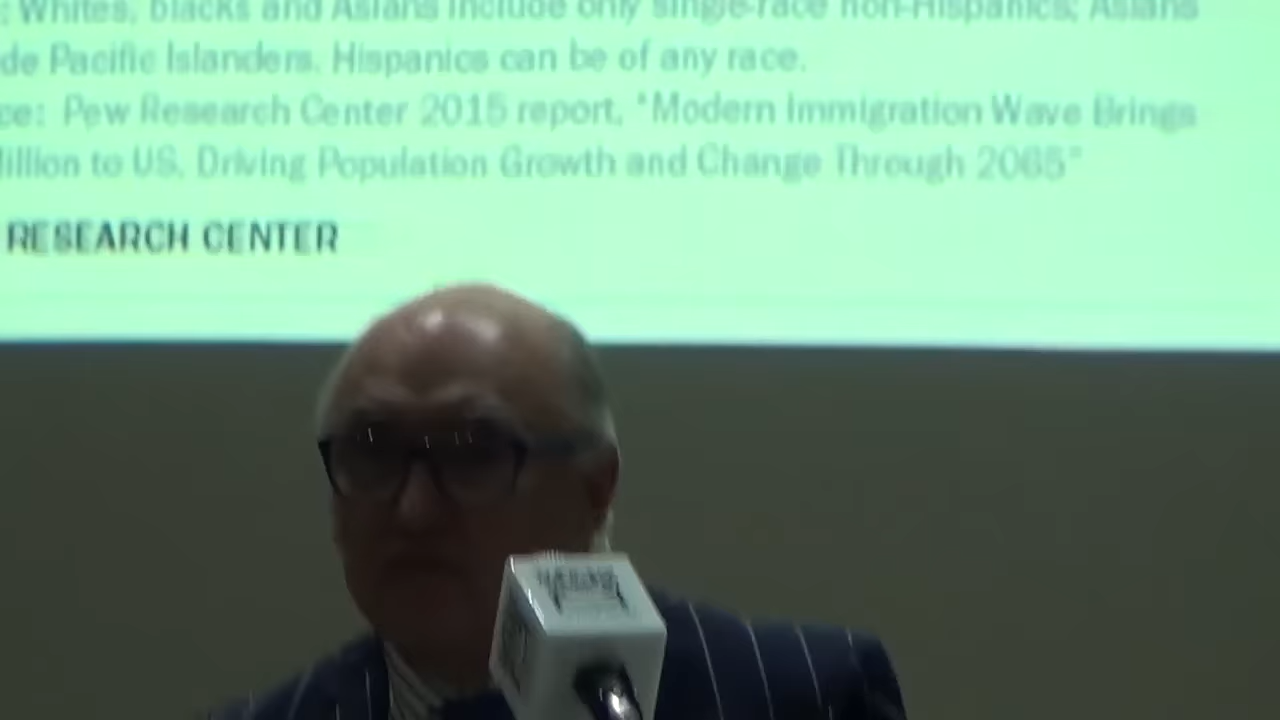 : Whites, blacks and Asians include only single-race non-Hispanics; Asians
de Pacific Islanders. Hispanics can be of any race.
ce: Pew Research Center 2015 report, "Modern Immigration Wave Brings
illion to US, Driving Population Growth and Change Through 2065"
RESEARCH CENTER